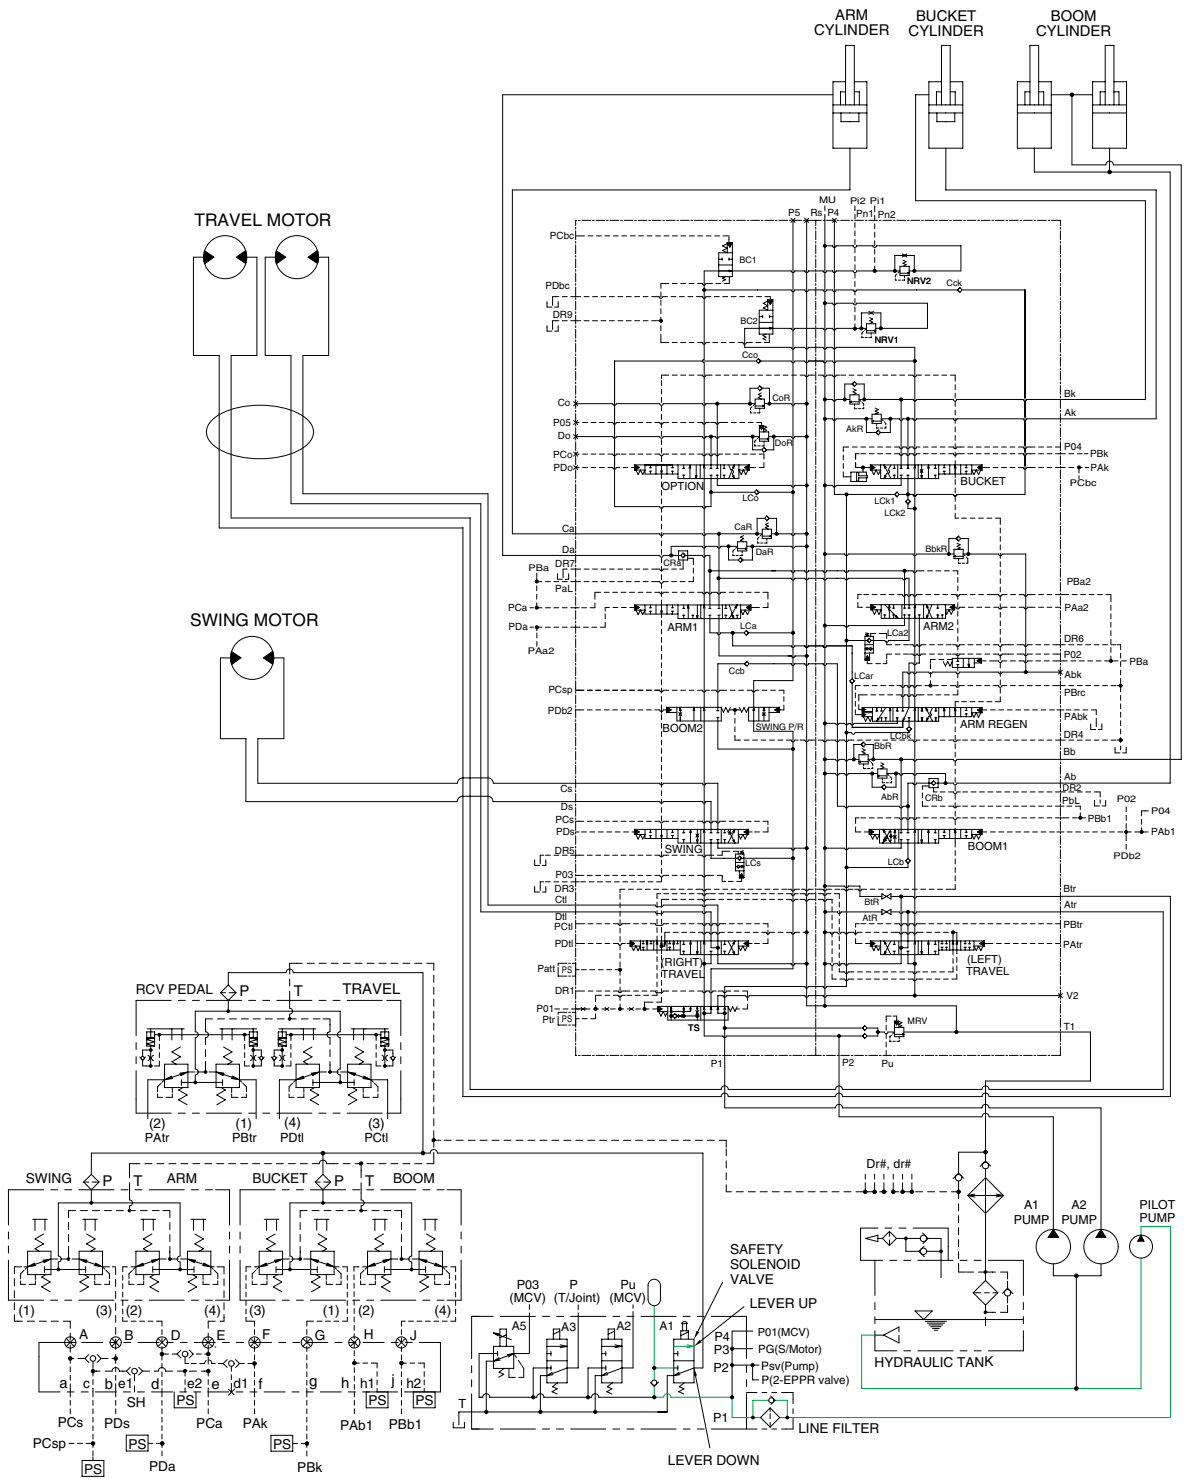 ARM
CYLINDER
BUCKET
CYLINDER
BOOM
CYLINDER
TRAVEL MOTOR
SWING MOTOR
P5
Rs
MU
P4
Pi2
Pn1
Pi1
Pn2
PCbc
BC1
NRV2
Cck
PDbc
DR9
BC2
NRV1
Cco
Co
CoR
P05
Do
DoR
PCo
PDo
OPTION
LCo
Bk
Ak
AkR
P04
PBk
PAk
PCbc
BUCKET
LCk1
LCk2
Ca
CaR
Da
DaR
CRa
DR7
PBa
PaL
PCa
PDa
PAa2
ARM1
LCa
BbkR
PBa2
PAa2
ARM2
LCa2
DR6
P02
PBa
Ccb
LCar
Abk
PBrc
PCsp
PDb2
BOOM2
SWING P/R
ARM REGEN
PAbk
LCbk
DR4
BbR
Bb
AbR
CRb
Ab
DR2
PbL
P02
P04
PBb1
PAb1
PDb2
Cs
Ds
PCs
PDs
SWING
BOOM1
DR5
LCs
P03
DR3
LCb
Ctl
Dtl
PCtl
PDtl
(RIGHT)
TRAVEL
Btr
BtR
Atr
AtR
PBtr
PAtr
(LEFT)
TRAVEL
Patt
PS
DR1
P01
Ptr
PS
TS
V2
MRV
T1
P1
P2
Pu
RCV PEDAL
P
T
TRAVEL
(2)
PAtr
(1)
PBtr
(4)
PDtl
(3)
PCtl
SWING
P
T
ARM
BUCKET
P
T
BOOM
(1)
(3)
(2)
(4)
(3)
(1)
(2)
(4)
A
B
D
E
F
G
H
J
a
c
b
e1
d
e2
e
d1
f
g
h
h1
j
h2
SH
PS
PS
PS
PCs
PDs
PCa
PAk
PAb1
PBb1
PCsp
PS
PS
PDa
PS
PBk
Dr#, dr#
A1
PUMP
A2
PUMP
PILOT
PUMP
HYDRAULIC TANK
SAFETY
SOLENOID
VALVE
LEVER UP
P03
(MCV)
P
(T/Joint)
Pu
(MCV)
A5
A3
A2
A1
P4
P3
P2
P1
P01(MCV)
PG(S/Motor)
Psv(Pump)
P(2-EPPR valve)
T
LINE FILTER
LEVER DOWN